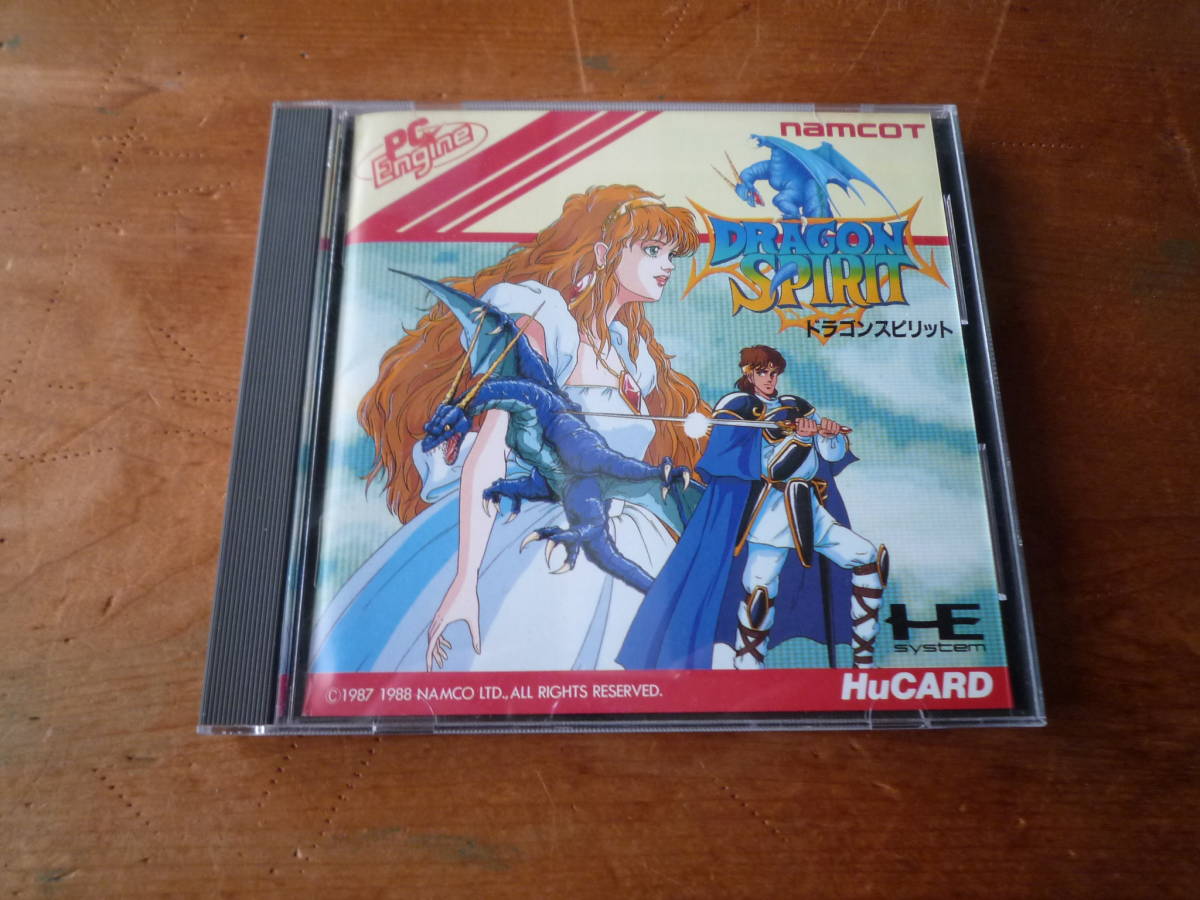 PC Engine
namcoT
DRAGON
SPIRIT
ドラゴンスピリット
HE
system
©1987 1988 NAMCO LTD., ALL RIGHTS RESERVED.
HuCARD